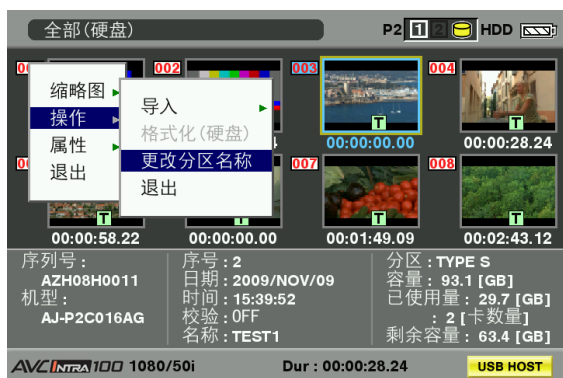 全部(硬盘)
P2 1 2 HDD
002 003 004
缩略图
操作
属性
退出
导入
格式化(硬盘)
更改分区名称
退出
00:00:00.00 00:00:28.24
007 008
T T T T
00:00:58.22 00:00:00.00 00:01:49.09 00:02:43.12
序列号:
AZH08H0011
机型:
AJ-P2C016AG
序号:2
日期:2009/NOV/09
时间:15:39:52
校验:OFF
名称:TEST1
分区:TYPE S
容量:93.1 [GB]
已使用量:29.7 [GB]
:2 [卡数量]
剩余容量:63.4 [GB]
AVC INTRA 100 1080/50i Dur : 00:00:28.24 USB HOST